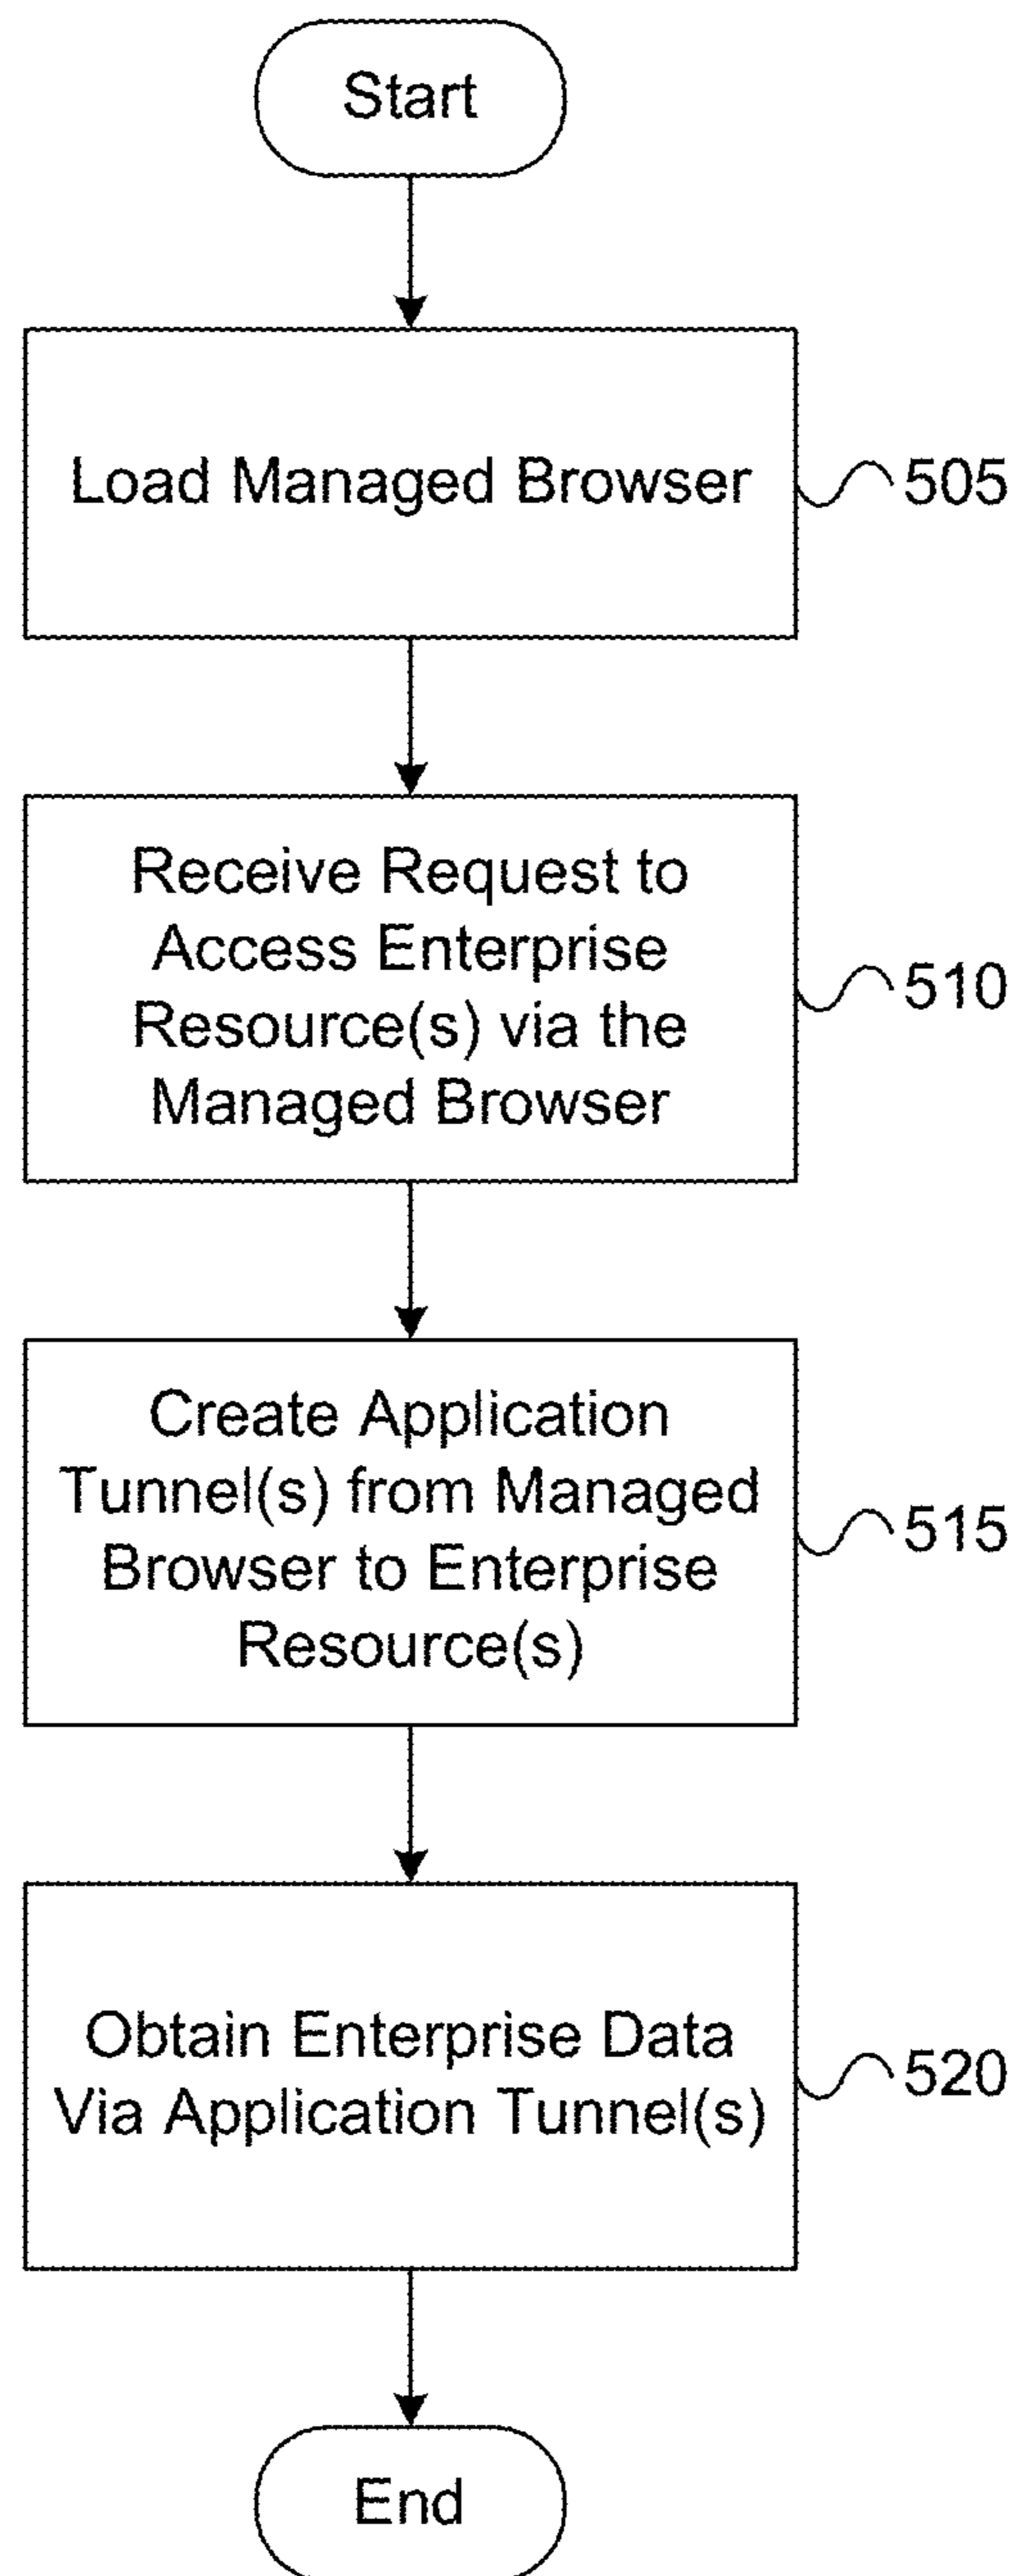 Start
Load Managed Browser
505
Receive Request to
Access Enterprise
Resource(s) via the
Managed Browser
510
Create Application
Tunnel(s) from Managed
Browser to Enterprise
Resource(s)
515
Obtain Enterprise Data
Via Application Tunnel(s)
520
End